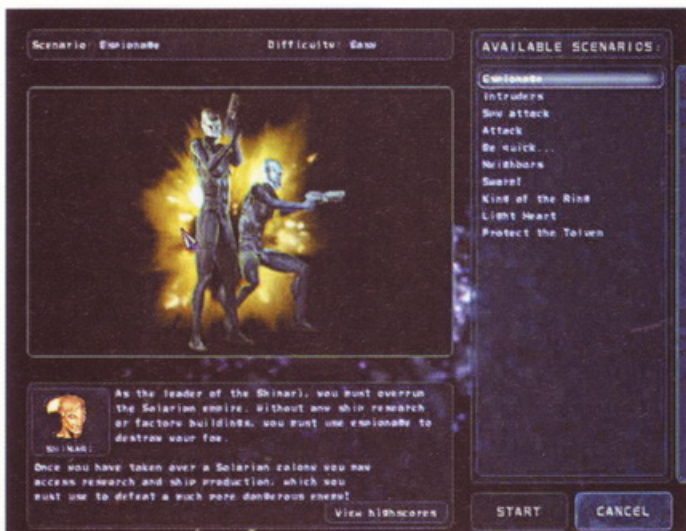 Scenario: Espionage
Difficulty: Easy
AVAILABLE SCENARIOS:
Espionage
Intruders
Spy attack
Attack
Be quick...
Neighbors
Swarm!
King of the Ring
Light Heart
Protect the Tolven
As the leader of the Shinari, you must overrun
the Solarian empire. Without any ship research
or factory buildings, you must use espionage to
destroy your foe.
SHINARI
Once you have taken over a Solarian colony you may
access research and ship production, which you
must use to defeat a much more dangerous enemy!
View highscores
START
CANCEL